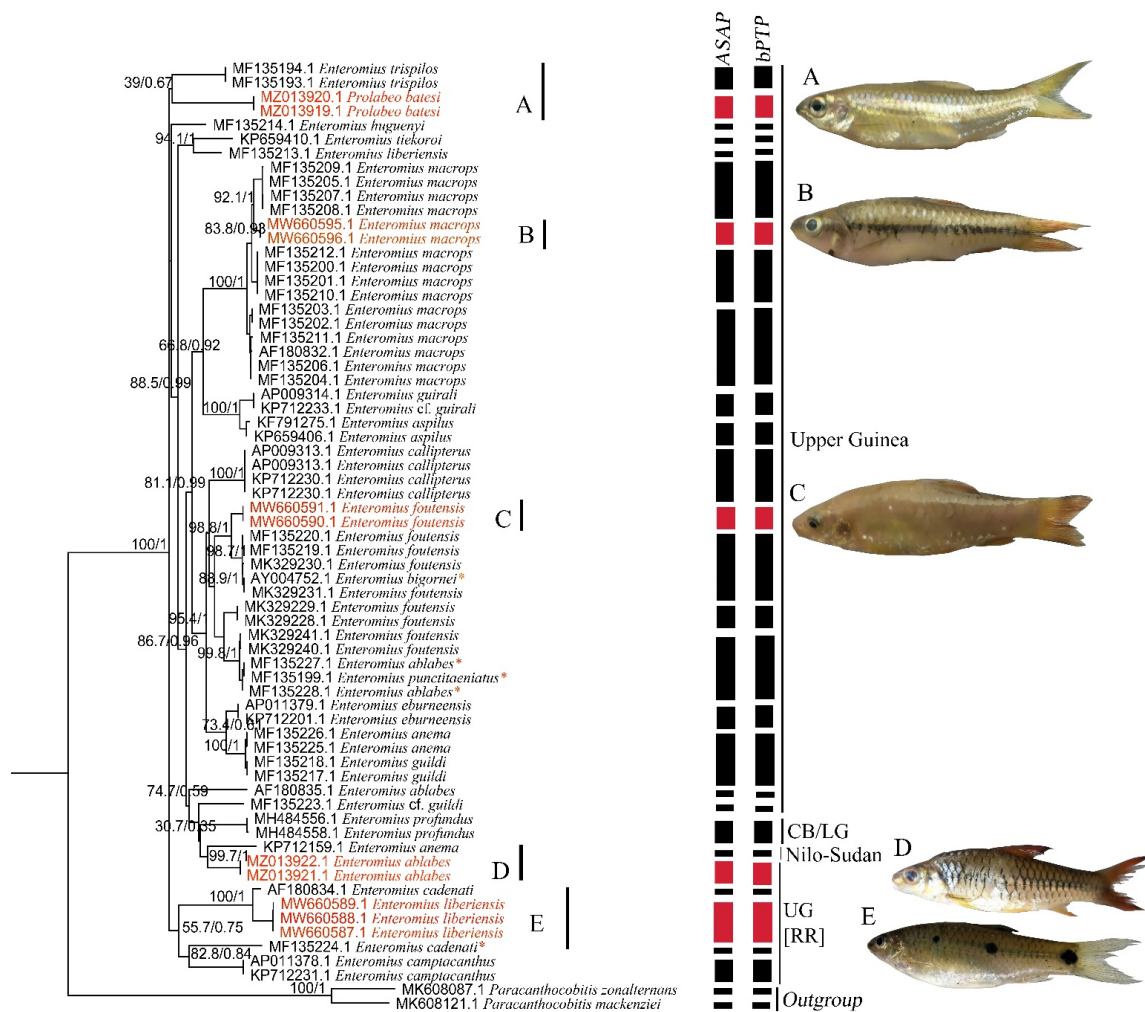 ASAP bPTP
MF135194.1 Enteromius trispilos
39/0.67
MF135193.1 Enteromius trispilos
MZ013920.1 Prolabeo batesi
A
MZ013919.1 Prolabeo batesi
A
MF135214.1 Enteromius huguenyi
94.1/1
KP659410.1 Enteromius tiekoroi
MF135213.1 Enteromius liberiensis
MF135209.1 Enteromius macrops
MF135205.1 Enteromius macrops
92.1/1
MF135207.1 Enteromius macrops
MF135208.1 Enteromius macrops
B
83.8/0.98
MW660595.1 Enteromius macrops
MW660596.1 Enteromius macrops
B
MF135212.1 Enteromius macrops
MF135200.1 Enteromius macrops
100/1
MF135201.1 Enteromius macrops
MF135210.1 Enteromius macrops
MF135203.1 Enteromius macrops
MF135202.1 Enteromius macrops
MF135211.1 Enteromius macrops
66.8/0.92
AF180832.1 Enteromius macrops
MF135206.1 Enteromius macrops
MF135204.1 Enteromius macrops
88.5/0.99
AP009314.1 Enteromius guirali
100/1
KP712233.1 Enteromius cf. guirali
KF791275.1 Enteromius aspilus
KP659406.1 Enteromius aspilus
Upper Guinea
AP009313.1 Enteromius callipterus
AP009313.1 Enteromius callipterus
100/1
KP712230.1 Enteromius callipterus
81.1/0.99
KP712230.1 Enteromius callipterus
C
MW660591.1 Enteromius foutensis
MW660590.1 Enteromius foutensis
C
98.8/1
MF135220.1 Enteromius foutensis
100/1
98.7/1
MF135219.1 Enteromius foutensis
MK329230.1 Enteromius foutensis
88.9/1
AY004752.1 Enteromius bigornei*
MK329231.1 Enteromius foutensis
MK329229.1 Enteromius foutensis
95.4/1
MK329228.1 Enteromius foutensis
86.7/0.96
MK329241.1 Enteromius foutensis
99.8/1
MK329240.1 Enteromius foutensis
MF135227.1 Enteromius ablabes*
MF135199.1 Enteromius punctitaeniatus*
MF135228.1 Enteromius ablabes*
AP011379.1 Enteromius eburneensis
73.4/0.61
KP712201.1 Enteromius eburneensis
MF135226.1 Enteromius anema
100/1
MF135225.1 Enteromius anema
MF135218.1 Enteromius guildi
MF135217.1 Enteromius guildi
74.7/0.59
AF180835.1 Enteromius ablabes
MF135223.1 Enteromius cf. guildi
30.7/0.35
MH484556.1 Enteromius profundus
MH484558.1 Enteromius profundus
CB/LG
KP712159.1 Enteromius anema
Nilo-Sudan
D
99.7/1
MZ013922.1 Enteromius ablabes
D
MZ013921.1 Enteromius ablabes
AF180834.1 Enteromius cadenati
100/1
MW660589.1 Enteromius liberiensis
MW660588.1 Enteromius liberiensis
E
UG
[RR]
E
55.7/0.75
MW660587.1 Enteromius liberiensis
MF135224.1 Enteromius cadenati*
82.8/0.84
AP011378.1 Enteromius camptacanthus
KP712231.1 Enteromius camptacanthus
100/1
MK608087.1 Paracanthocobitis zonalternans
MK608121.1 Paracanthocobitis mackenziei
Outgroup